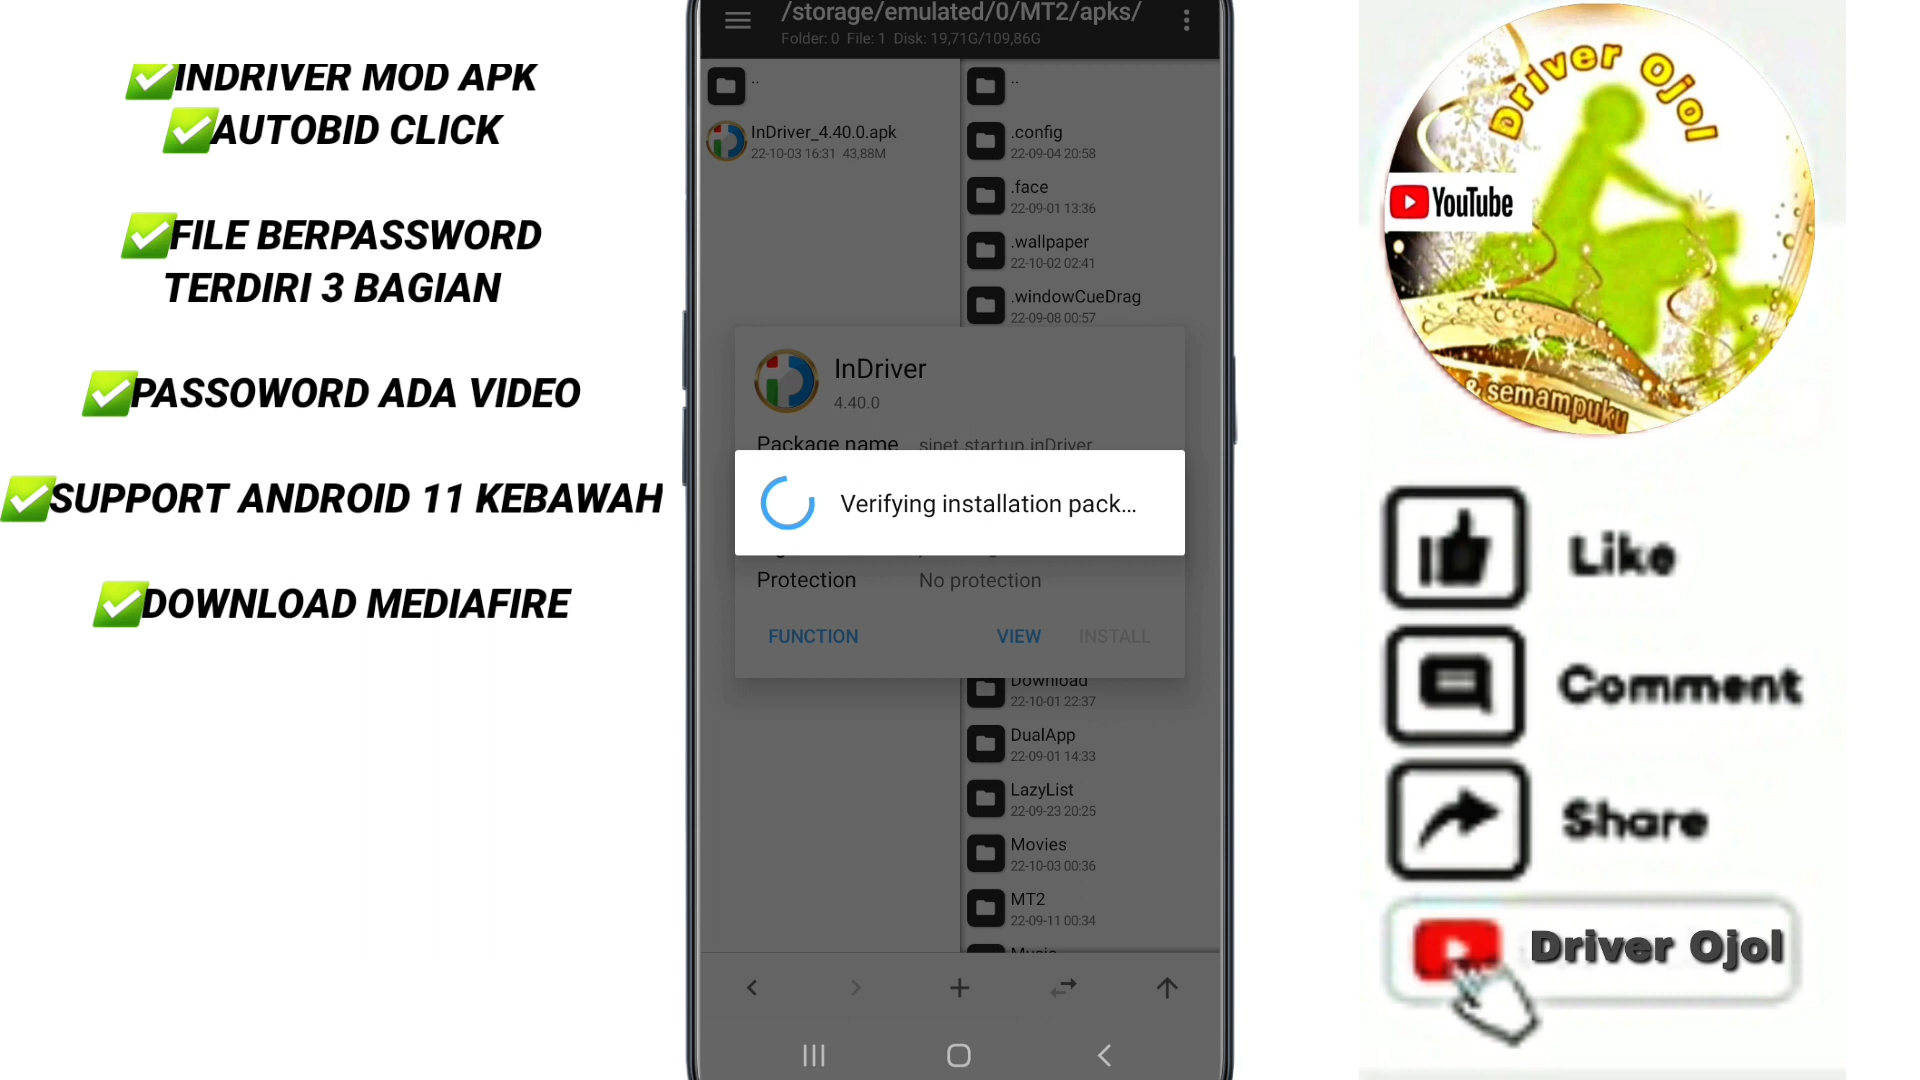 ✅INDRIVER MOD APK
✅AUTOBID CLICK
✅FILE BERPASSWORD
TERDIRI 3 BAGIAN
✅PASSOWORD ADA VIDEO
✅SUPPORT ANDROID 11 KEBAWAH
✅DOWNLOAD MEDIAFIRE
/storage/emulated/0/MT2/apks/
Folder: 0 File: 1 Disk: 19,71G/109,86G
..
InDriver_4.40.0.apk
22-10-03 16:31 43,88M
..
.config
22-09-04 20:58
.face
22-09-01 13:36
.wallpaper
22-10-02 02:41
.windowCueDrag
22-09-08 00:57
InDriver
4.40.0
Package name sinet.startup.inDriver
Verifying installation pack...
Protection No protection
FUNCTION VIEW INSTALL
Download
22-10-01 22:37
DualApp
22-09-01 14:33
LazyList
22-09-23 20:25
Movies
22-10-03 00:36
MT2
22-09-11 00:34
Music
Driver Ojol
YouTube
& semampuku
Like
Comment
Share
Driver Ojol